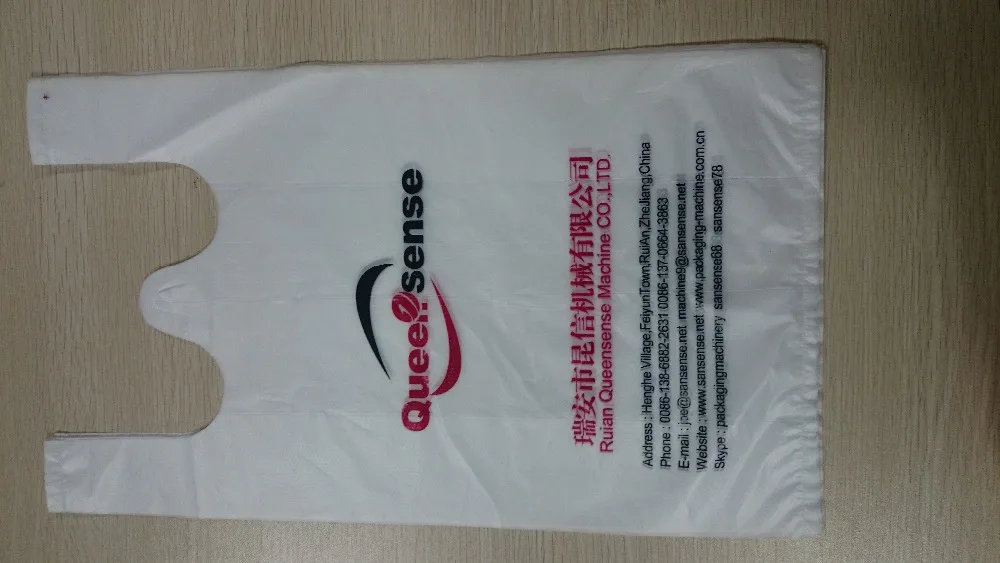 Queensense
瑞安市昆信机械有限公司
Ruian Queensense Machine CO.,LTD.
Address : Henghe Village,FeiyunTown,RuiAn,ZheJiang,China
Phone : 0086-138-6882-2631 0086-137-0664-3863
E-mail : joe@sansense.net machine9@sansense.net
Website : www.sansense.net www.packaging-machine.com.cn
Skype : packagingmachinery sansense68 sansense78